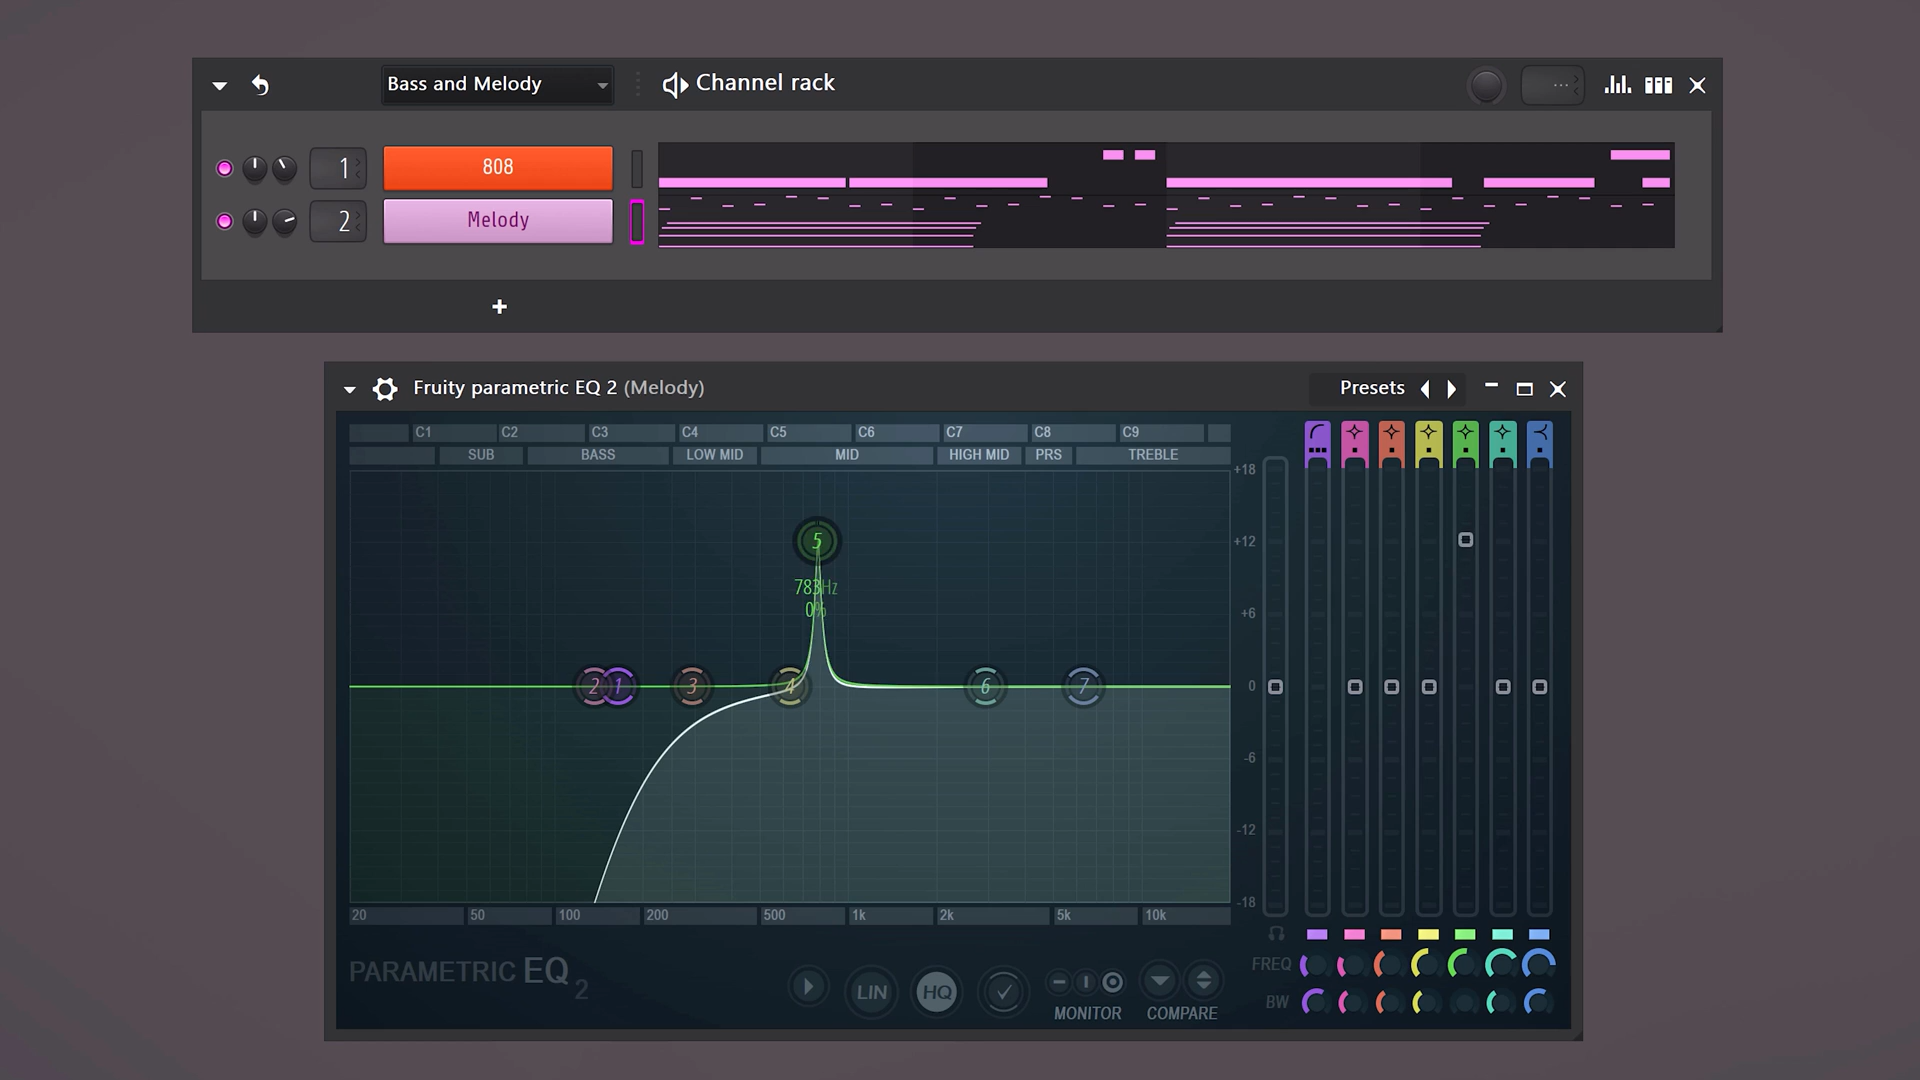 Bass and Melody
Channel rack
...
1
808
2
Melody
+
Fruity parametric EQ 2 (Melody)
Presets
C1 C2 C3 C4 C5 C6 C7 C8 C9
SUB BASS LOW MID MID HIGH MID PRS TREBLE
+18
+12
+6
0
-6
-12
-18
5
783Hz
0%
2 1 3 4 6 7
20 50 100 200 500 1k 2k 5k 10k
PARAMETRIC EQ 2
LIN
HQ
MONITOR
COMPARE
FREQ
BW